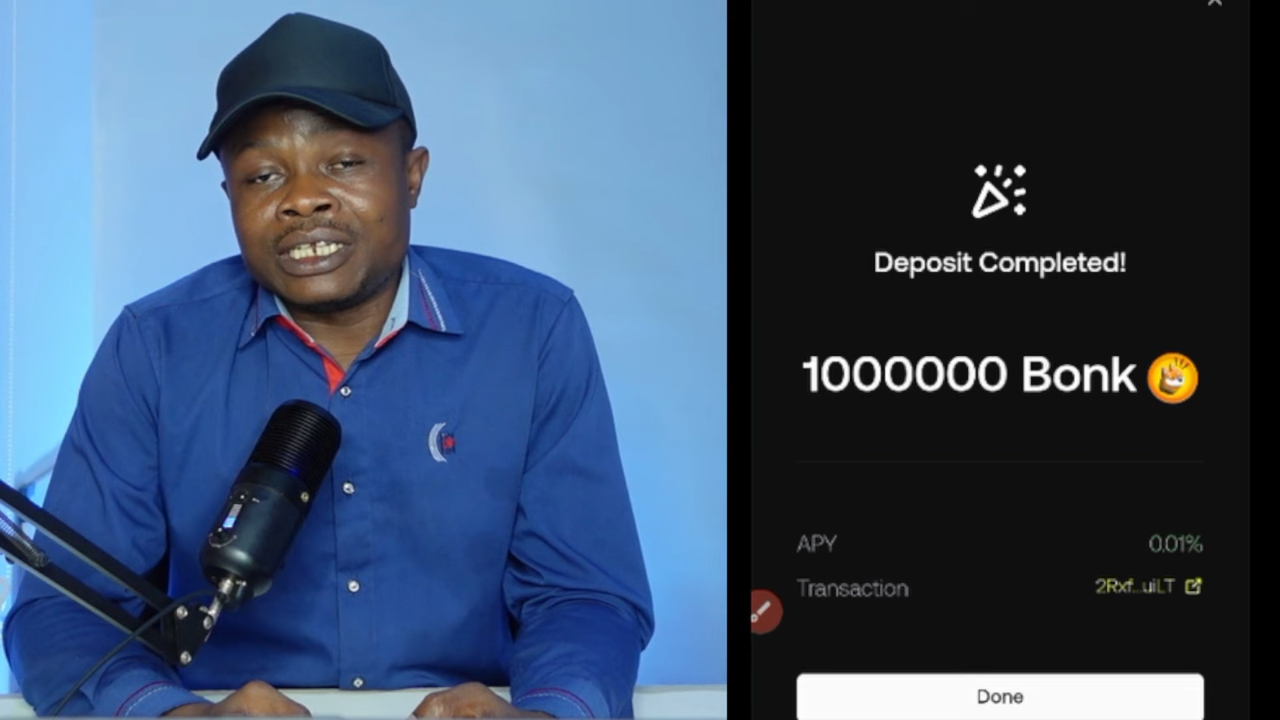 Deposit Completed!
1000000 Bonk
APY 0.01%
Transaction 2Rxf...uiLT
Done